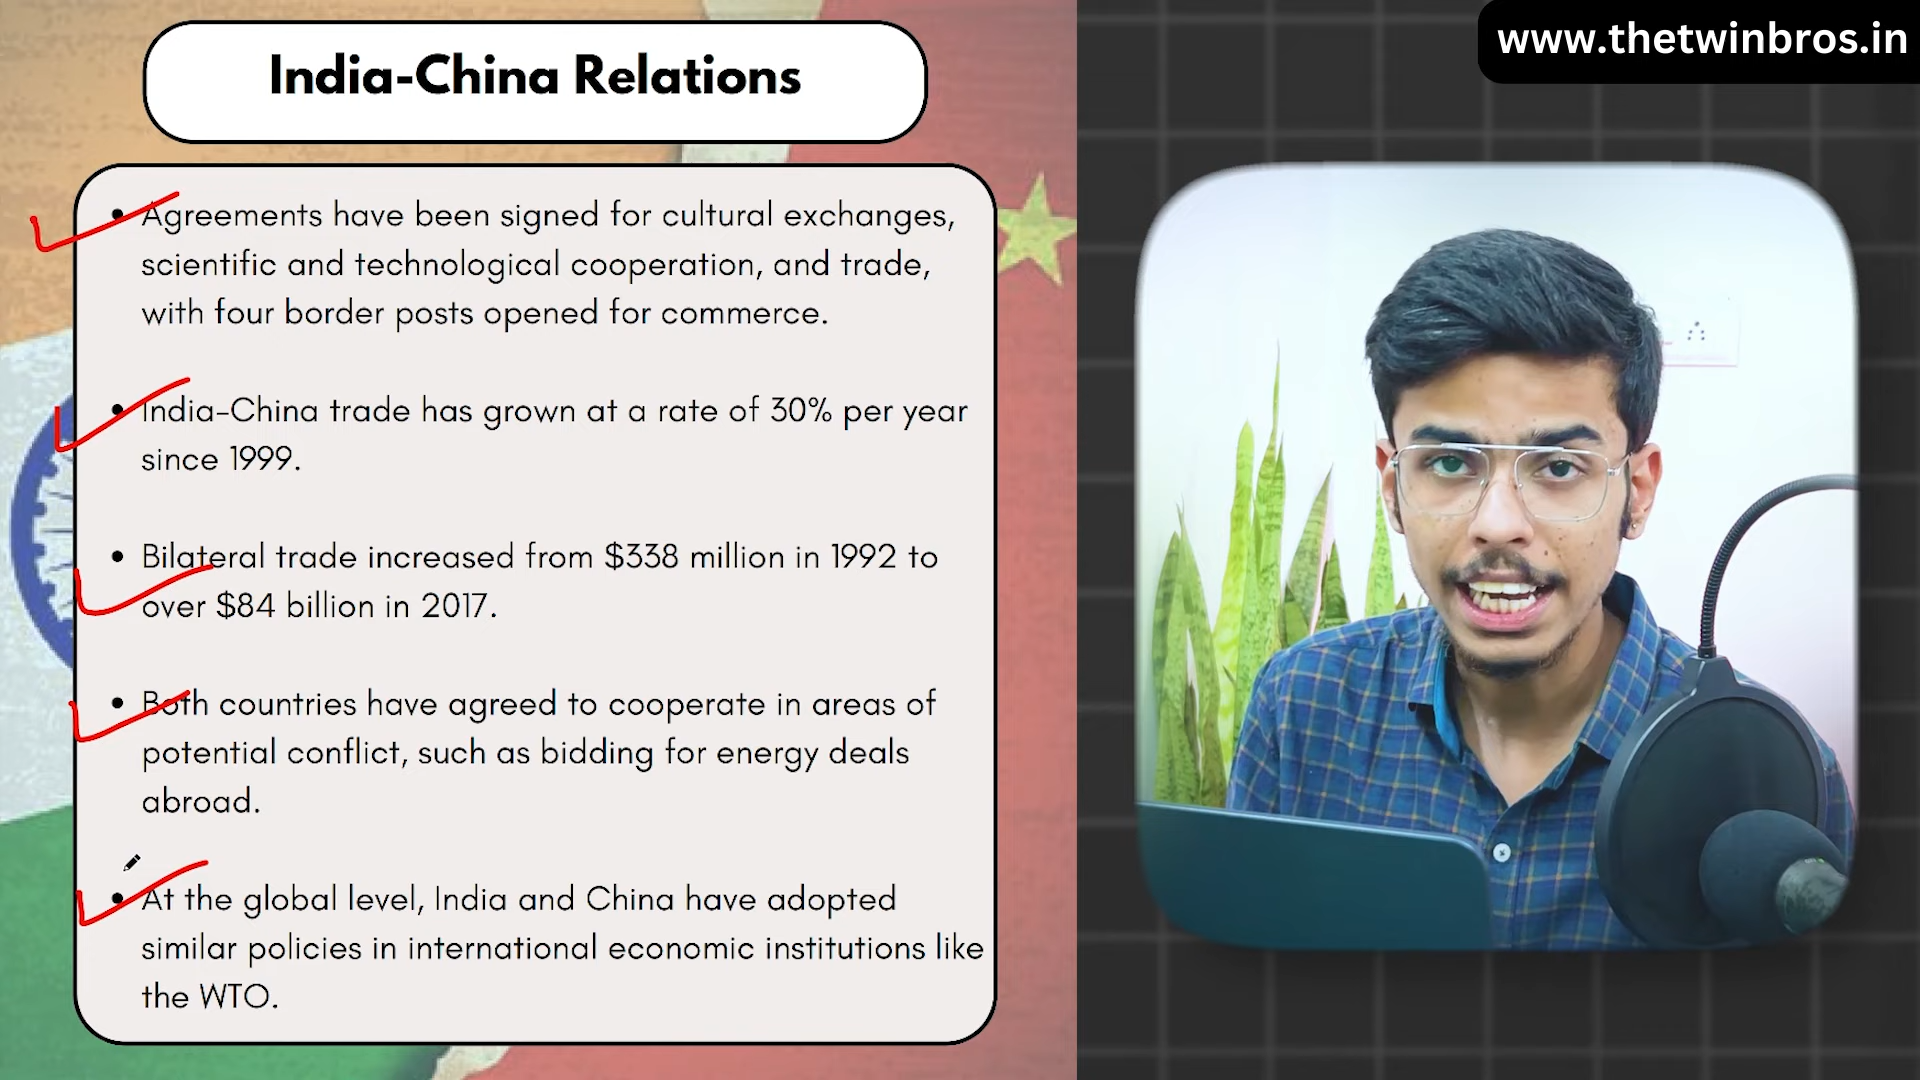 www.thetwinbros.in
India-China Relations
• Agreements have been signed for cultural exchanges,
scientific and technological cooperation, and trade,
with four border posts opened for commerce.
• India-China trade has grown at a rate of 30% per year
since 1999.
• Bilateral trade increased from $338 million in 1992 to
over $84 billion in 2017.
• Both countries have agreed to cooperate in areas of
potential conflict, such as bidding for energy deals
abroad.
• At the global level, India and China have adopted
similar policies in international economic institutions like
the WTO.